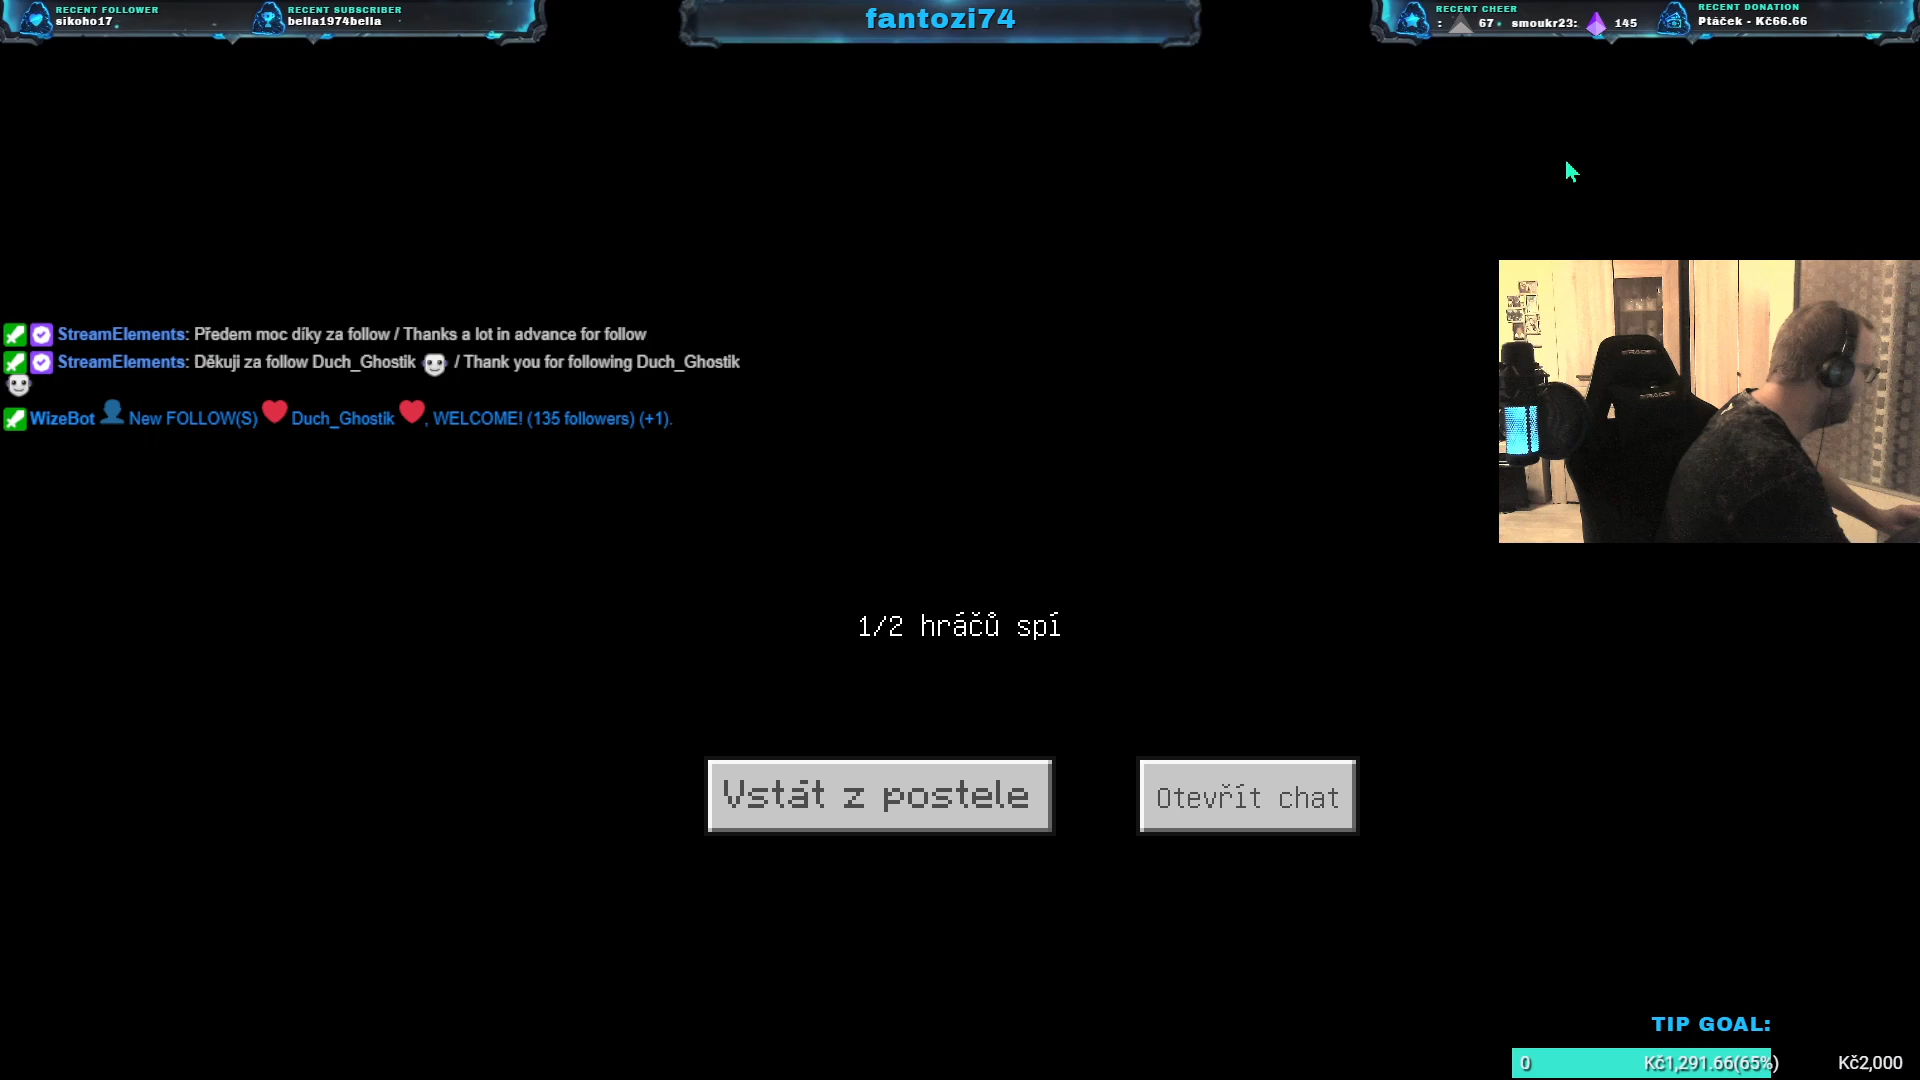 RECENT FOLLOWER
sikoho17
RECENT SUBSCRIBER
bella1974bella
fantozi74
RECENT CHEER
: 67 smoukr23: 145
RECENT DONATION
Ptáček - Kč66.66
StreamElements: Předem moc díky za follow / Thanks a lot in advance for follow
StreamElements: Děkuji za follow Duch_Ghostik / Thank you for following Duch_Ghostik
WizeBot New FOLLOW(S) Duch_Ghostik , WELCOME! (135 followers) (+1).
1/2 hráčů spí
Vstát z postele
Otevřít chat
TIP GOAL:
0 Kč1,291.66(65%) Kč2,000